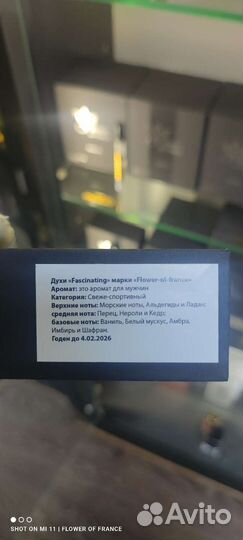 Духи «Fascinating» марки «Flower-of-france»
Аромат: это аромат для мужчин
Категория: Свеже-спортивный
Верхние ноты: Морские ноты, Альдегиды и Ладан;
средняя нота: Перец, Нероли и Кедр;
базовые ноты: Ваниль, Белый мускус, Амбра,
Имбирь и Шафран.
Годен до 4.02.2026
SHOT ON MI 11 | FLOWER OF FRANCE
Avito